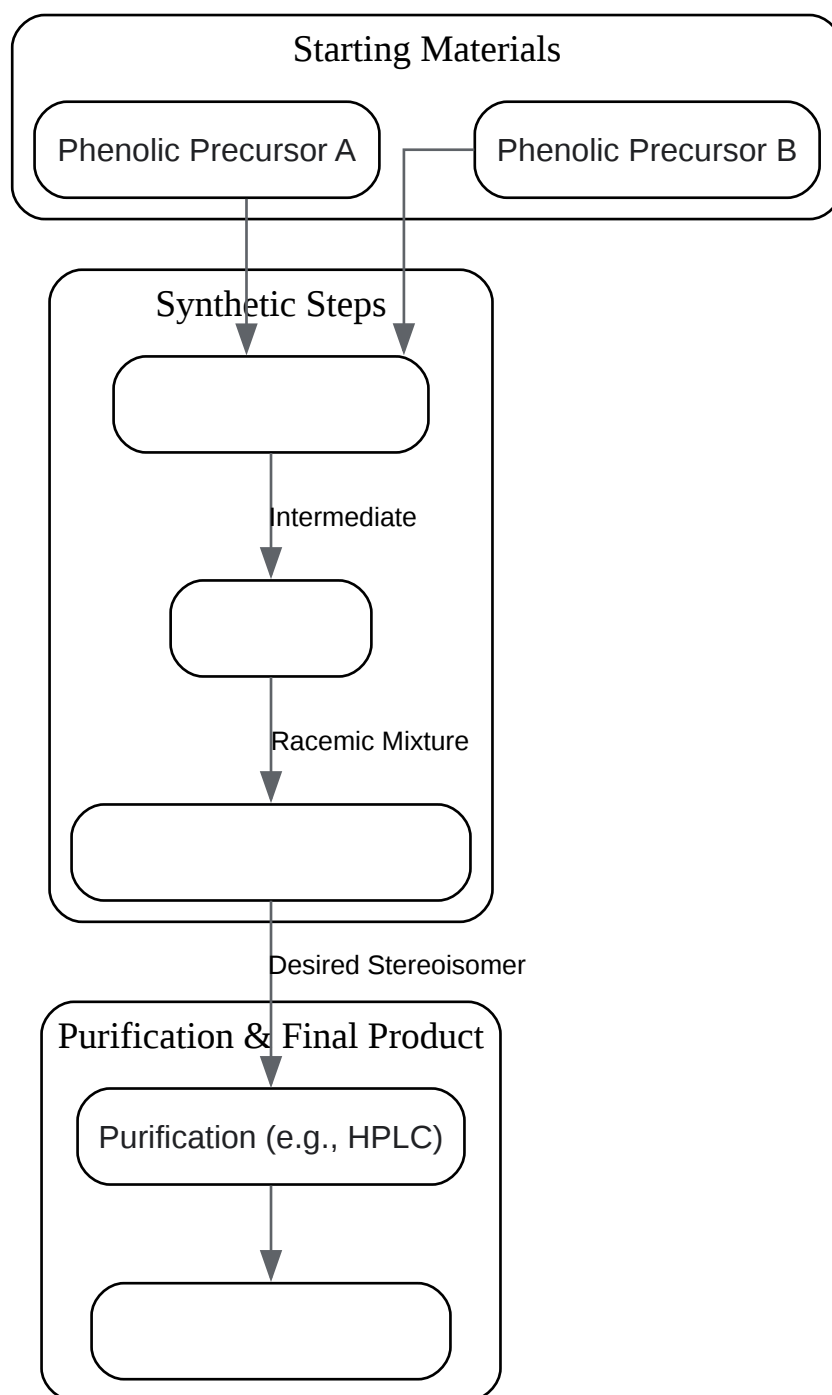 Starting Materials
Phenolic Precursor A
Phenolic Precursor B
Synthetic Steps
Intermediate
Racemic Mixture
Desired Stereoisomer
Purification & Final Product
Purification (e.g., HPLC)